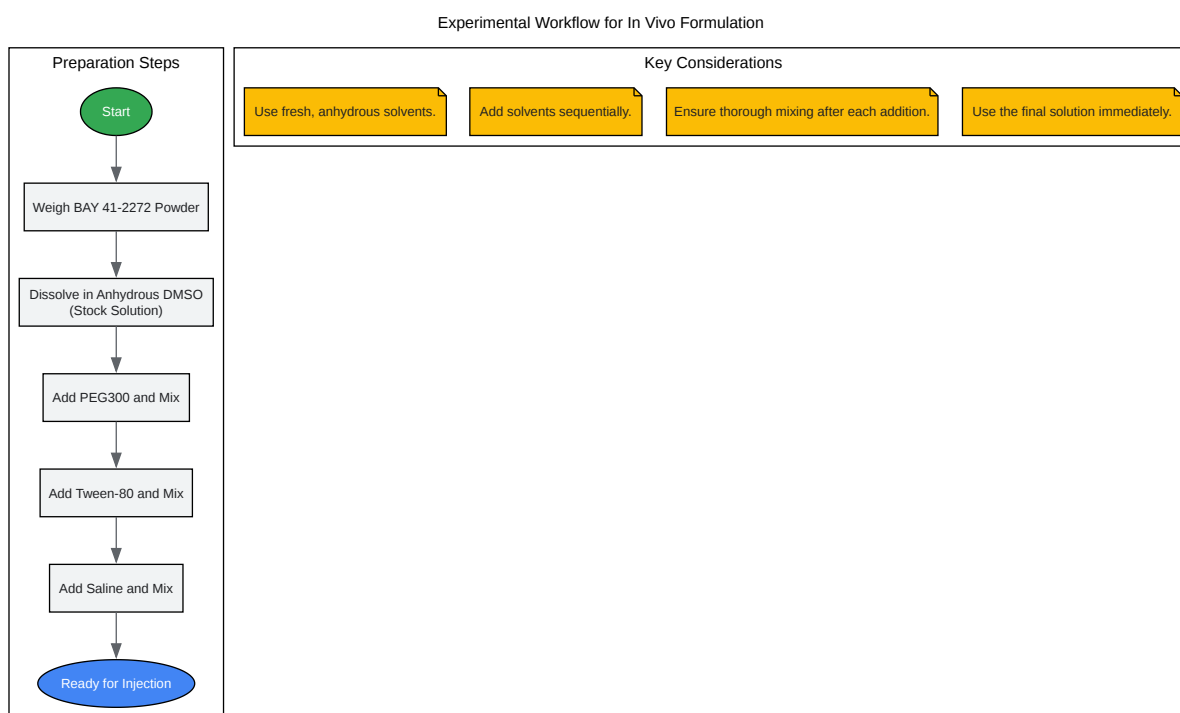 Experimental Workflow for In Vivo Formulation
Preparation Steps
Start
Weigh BAY 41-2272 Powder
Dissolve in Anhydrous DMSO
(Stock Solution)
Add PEG300 and Mix
Add Tween-80 and Mix
Add Saline and Mix
Ready for Injection
Key Considerations
Use fresh, anhydrous solvents.
Add solvents sequentially.
Ensure thorough mixing after each addition.
Use the final solution immediately.